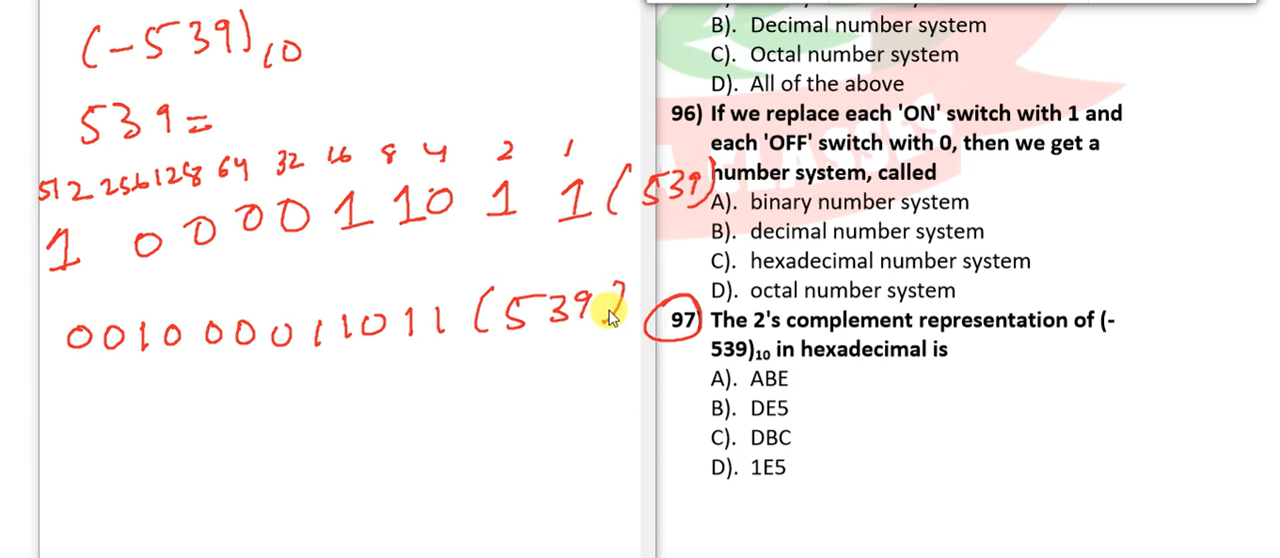 (-539)10
539=
512 256 128 64 32 16 8 4 2 1
1 0 0 0 0 1 1 0 1 1 (539)
001000011011 (539)
B). Decimal number system
C). Octal number system
D). All of the above
96) If we replace each 'ON' switch with 1 and
each 'OFF' switch with 0, then we get a
number system, called
A). binary number system
B). decimal number system
C). hexadecimal number system
D). octal number system
97) The 2's complement representation of (-
539)₁₀ in hexadecimal is
A). ABE
B). DE5
C). DBC
D). 1E5